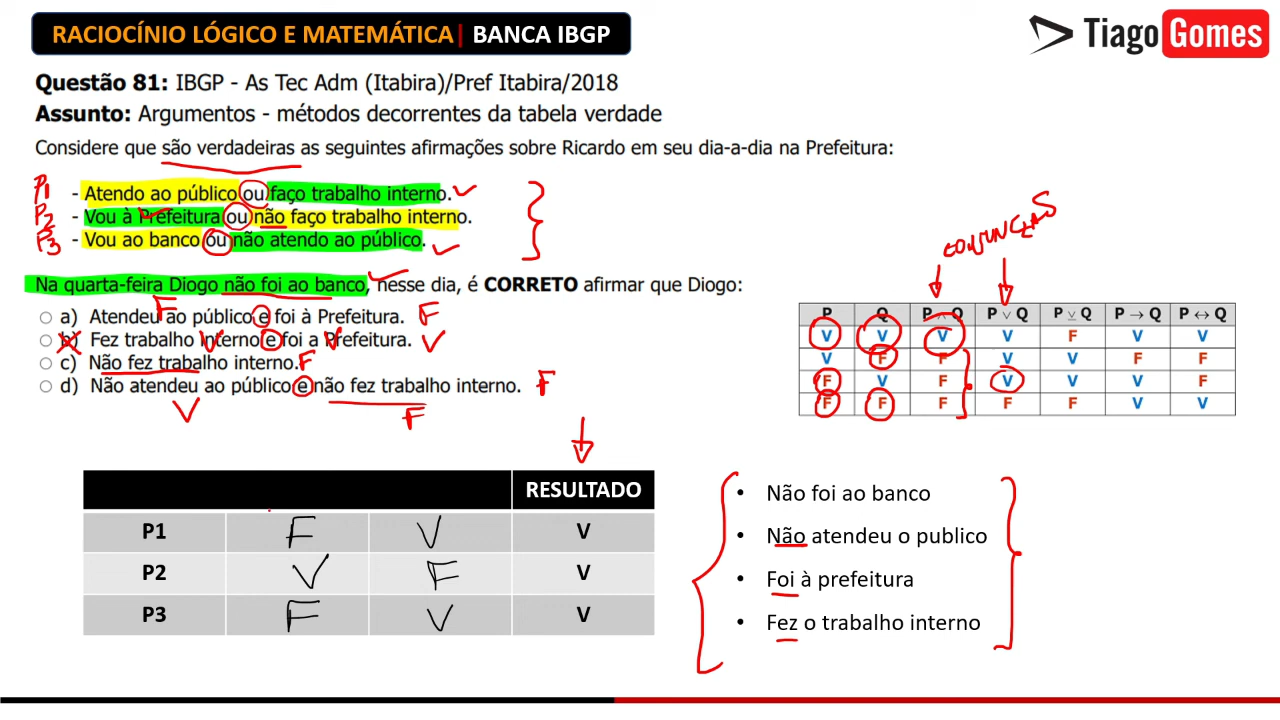 RACIOCÍNIO LÓGICO E MATEMÁTICA| BANCA IBGP
Tiago Gomes
Questão 81: IBGP - As Tec Adm (Itabira)/Pref Itabira/2018
Assunto: Argumentos - métodos decorrentes da tabela verdade
Considere que são verdadeiras as seguintes afirmações sobre Ricardo em seu dia-a-dia na Prefeitura:
P1 - Atendo ao público ou faço trabalho interno.
P2 - Vou à Prefeitura ou não faço trabalho interno.
P3 - Vou ao banco ou não atendo ao público.
CONJUNÇÃO
Na quarta-feira Diogo não foi ao banco, nesse dia, é CORRETO afirmar que Diogo:
F
a) Atendeu ao público e foi à Prefeitura. F
b) Fez trabalho interno e foi a Prefeitura. V
V V
c) Não fez trabalho interno. F
d) Não atendeu ao público e não fez trabalho interno. F
V F
P Q P ∧ Q P ∨ Q P ⊻ Q P → Q P ↔ Q
V V V V F V V
V F F V V F F
F V F V V V F
F F F F F V V
RESULTADO
P1 F V V
P2 V F V
P3 F V V
• Não foi ao banco
• Não atendeu o publico
• Foi à prefeitura
• Fez o trabalho interno